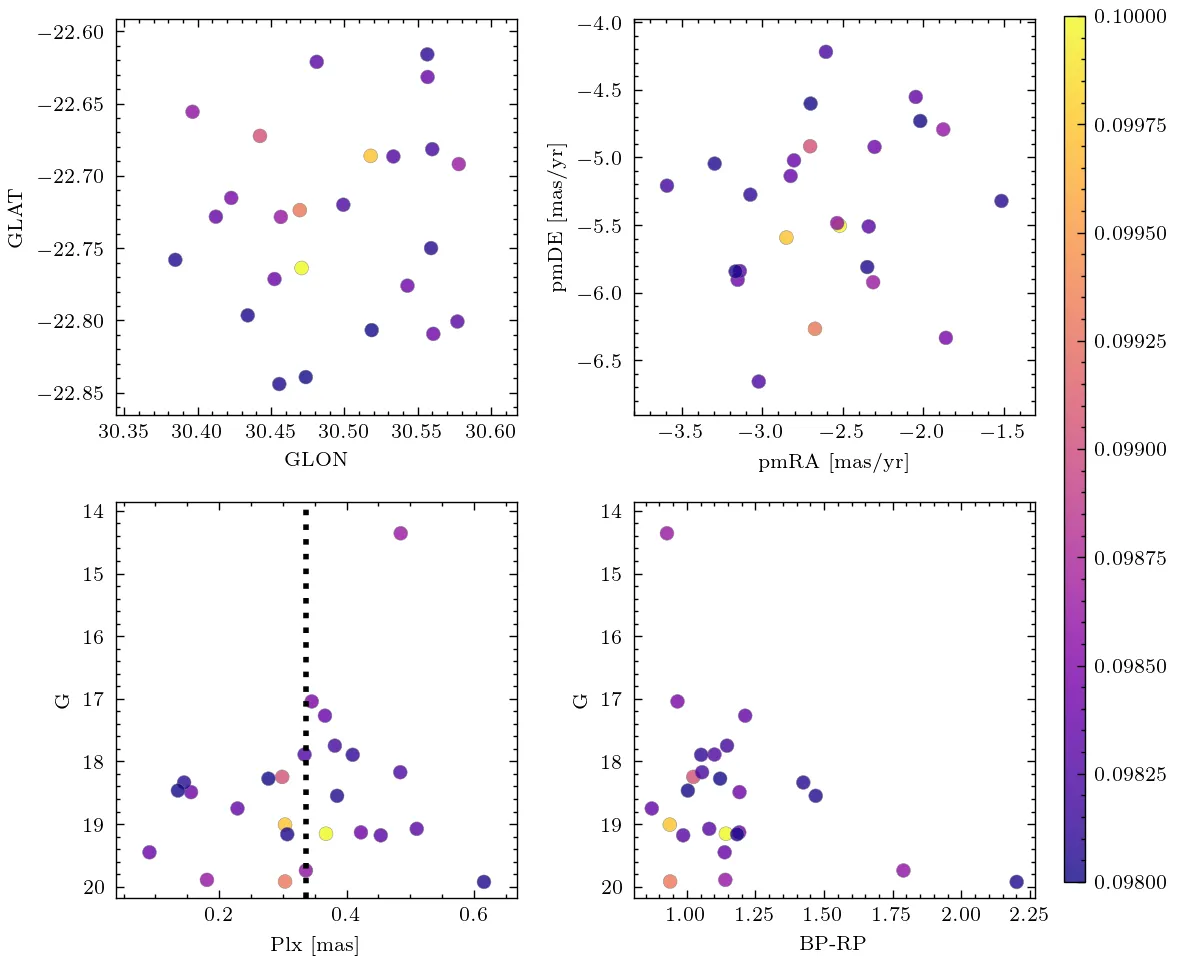 −22.60
−22.65
−22.70
−22.75
−22.80
−22.85
GLAT
30.35 30.40 30.45 30.50 30.55 30.60
GLON
−4.0
−4.5
−5.0
−5.5
−6.0
−6.5
pmDE [mas/yr]
−3.5 −3.0 −2.5 −2.0 −1.5
pmRA [mas/yr]
14
15
16
17
18
19
20
G
0.2 0.4 0.6
Plx [mas]
14
15
16
17
18
19
20
G
1.00 1.25 1.50 1.75 2.00 2.25
BP-RP
0.10000
0.09975
0.09950
0.09925
0.09900
0.09875
0.09850
0.09825
0.09800